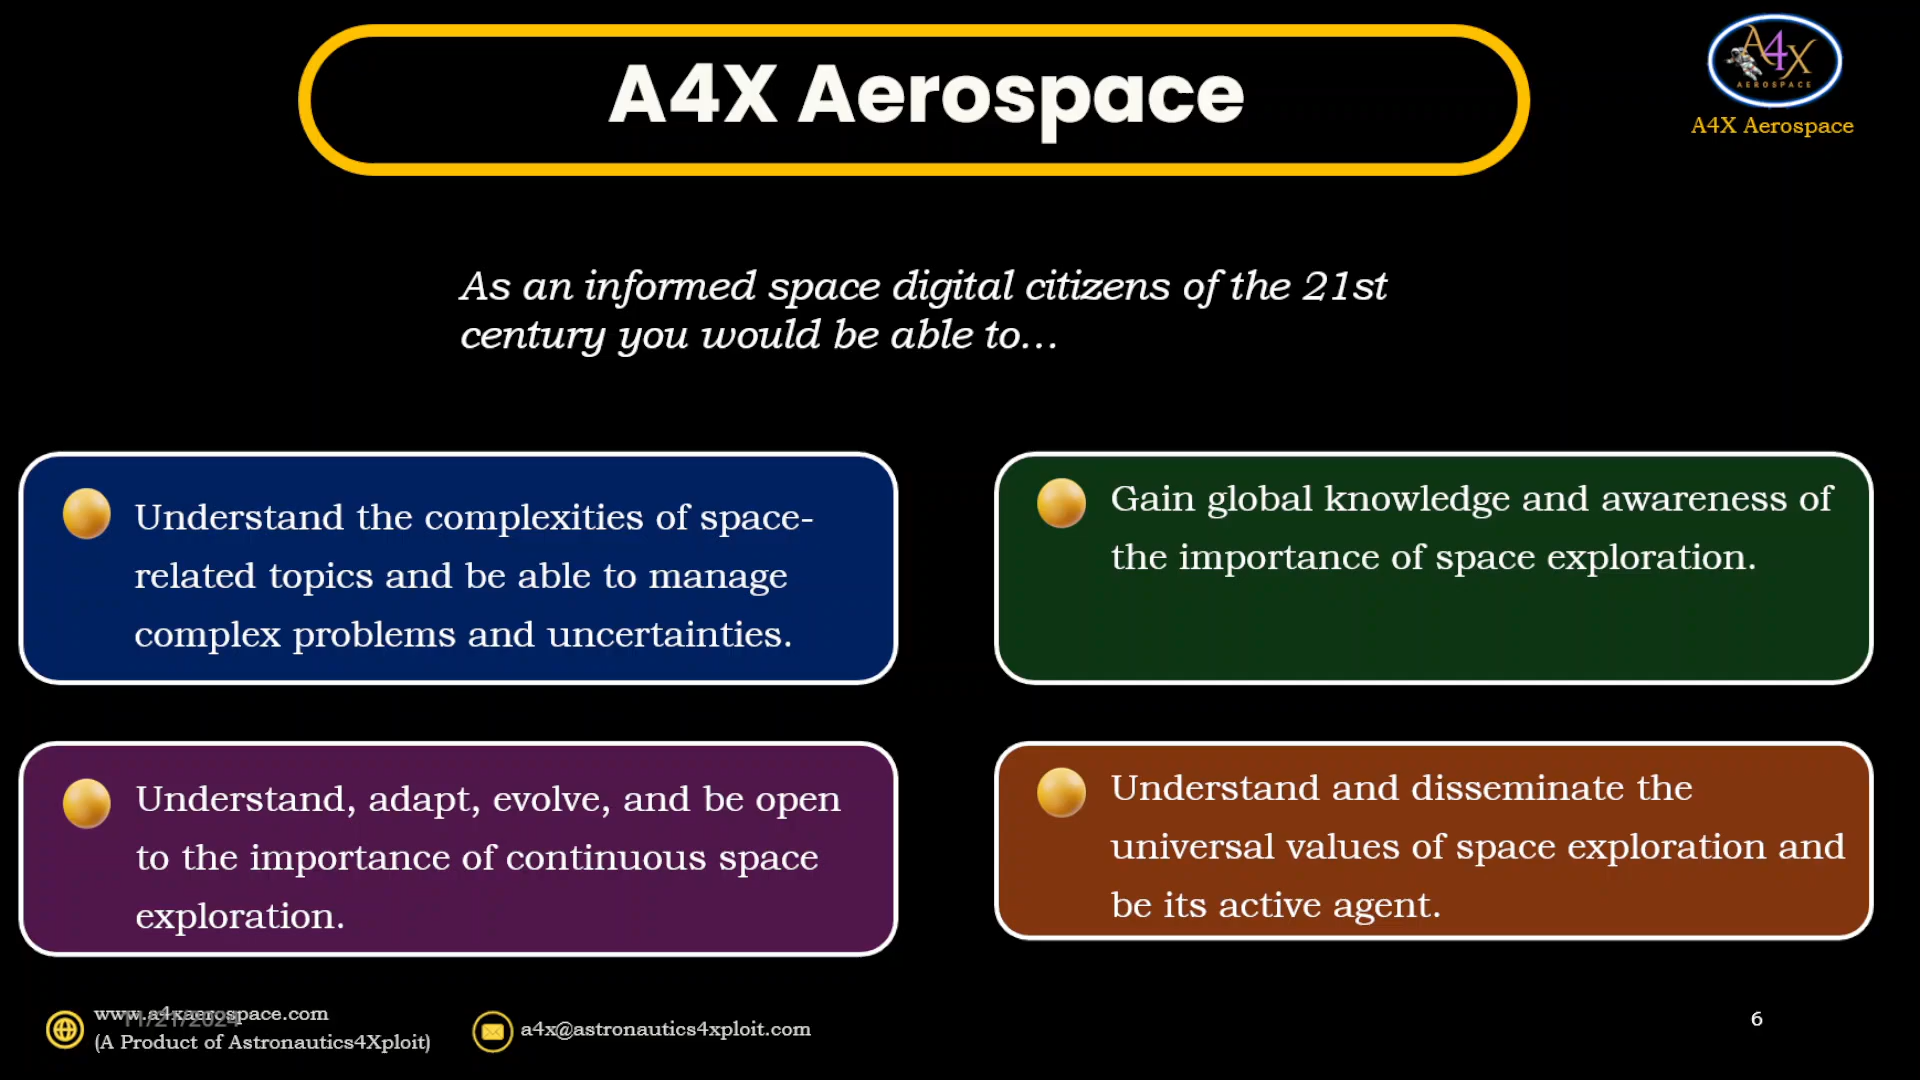 A4X Aerospace
A4X
AEROSPACE
A4X Aerospace
As an informed space digital citizens of the 21st
century you would be able to...
Understand the complexities of space-
related topics and be able to manage
complex problems and uncertainties.
Gain global knowledge and awareness of
the importance of space exploration.
Understand, adapt, evolve, and be open
to the importance of continuous space
exploration.
Understand and disseminate the
universal values of space exploration and
be its active agent.
www.a4xaerospace.com
11/21/2024
(A Product of Astronautics4Xploit)
a4x@astronautics4xploit.com
6